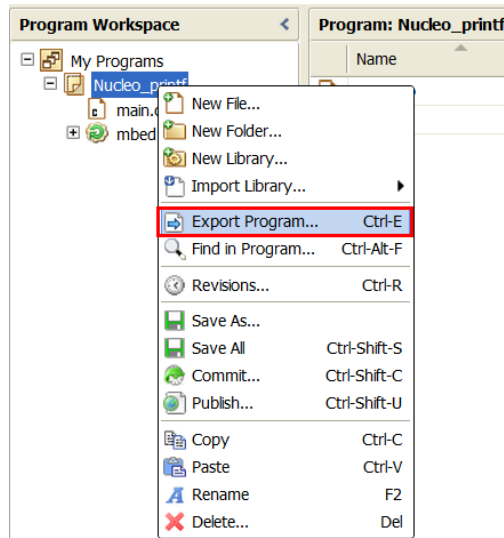 Program Workspace
Program: Nucleo_printf
My Programs
Name
Nucleo_printf
main.c
mbed
New File...
New Folder...
New Library...
Import Library...
Export Program... Ctrl-E
Find in Program... Ctrl-Alt-F
Revisions... Ctrl-R
Save As...
Save All Ctrl-Shift-S
Commit... Ctrl-Shift-C
Publish... Ctrl-Shift-U
Copy Ctrl-C
Paste Ctrl-V
Rename F2
Delete... Del